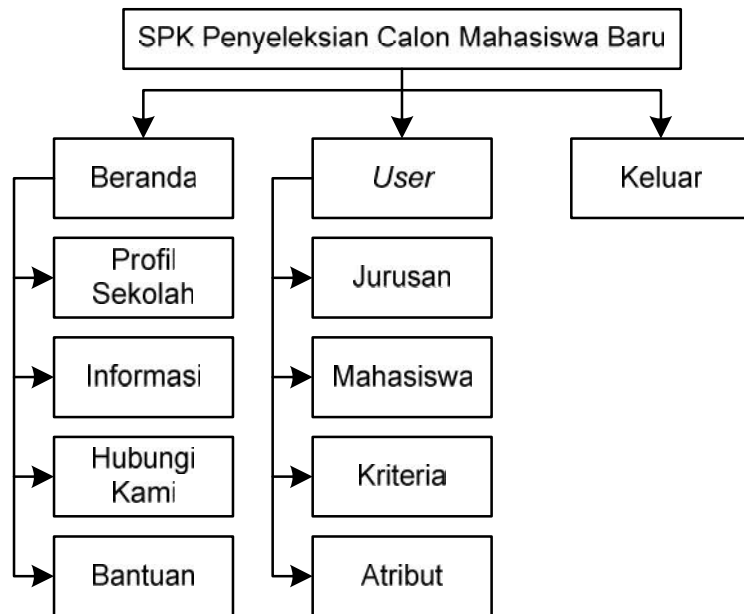 SPK Penyeleksian Calon Mahasiswa Baru
Beranda
User
Keluar
Profil
Sekolah
Jurusan
Informasi
Mahasiswa
Hubungi
Kami
Kriteria
Bantuan
Atribut